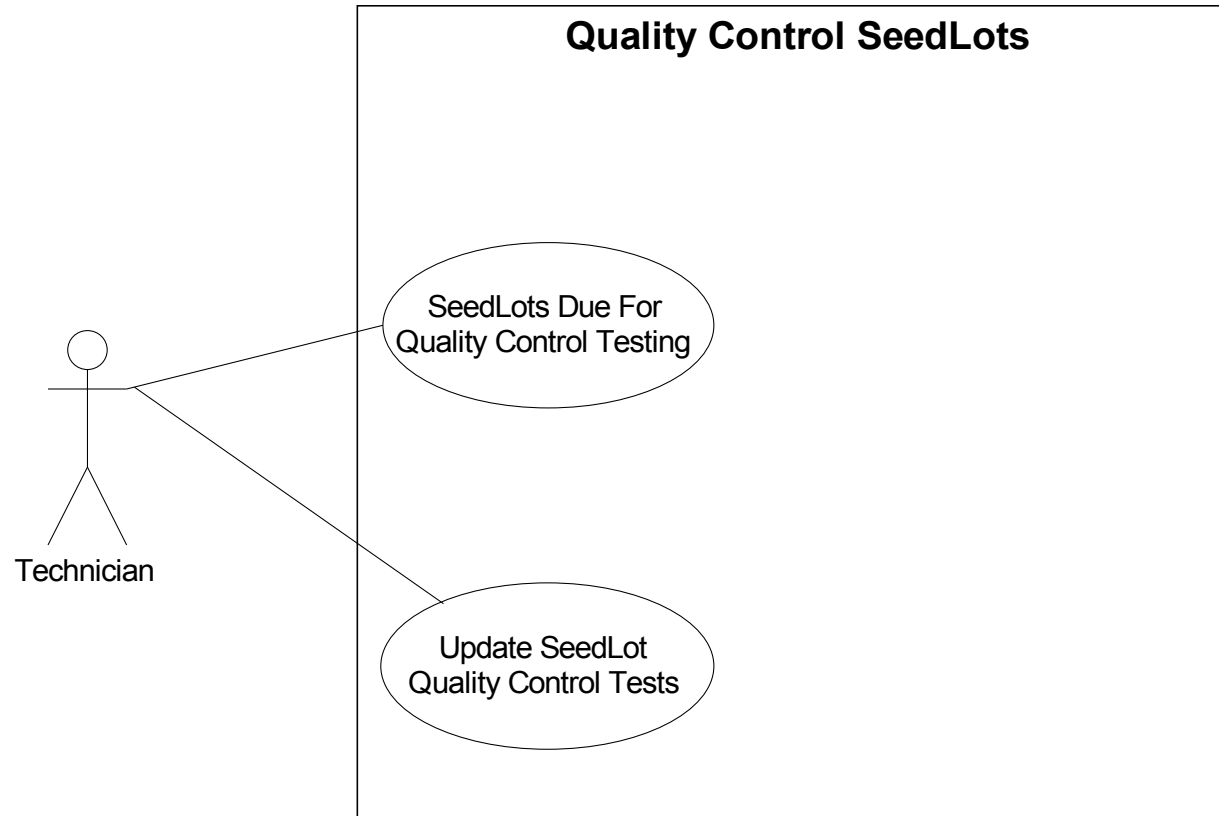 Quality Control SeedLots
SeedLots Due For
Quality Control Testing
Technician
Update SeedLot
Quality Control Tests